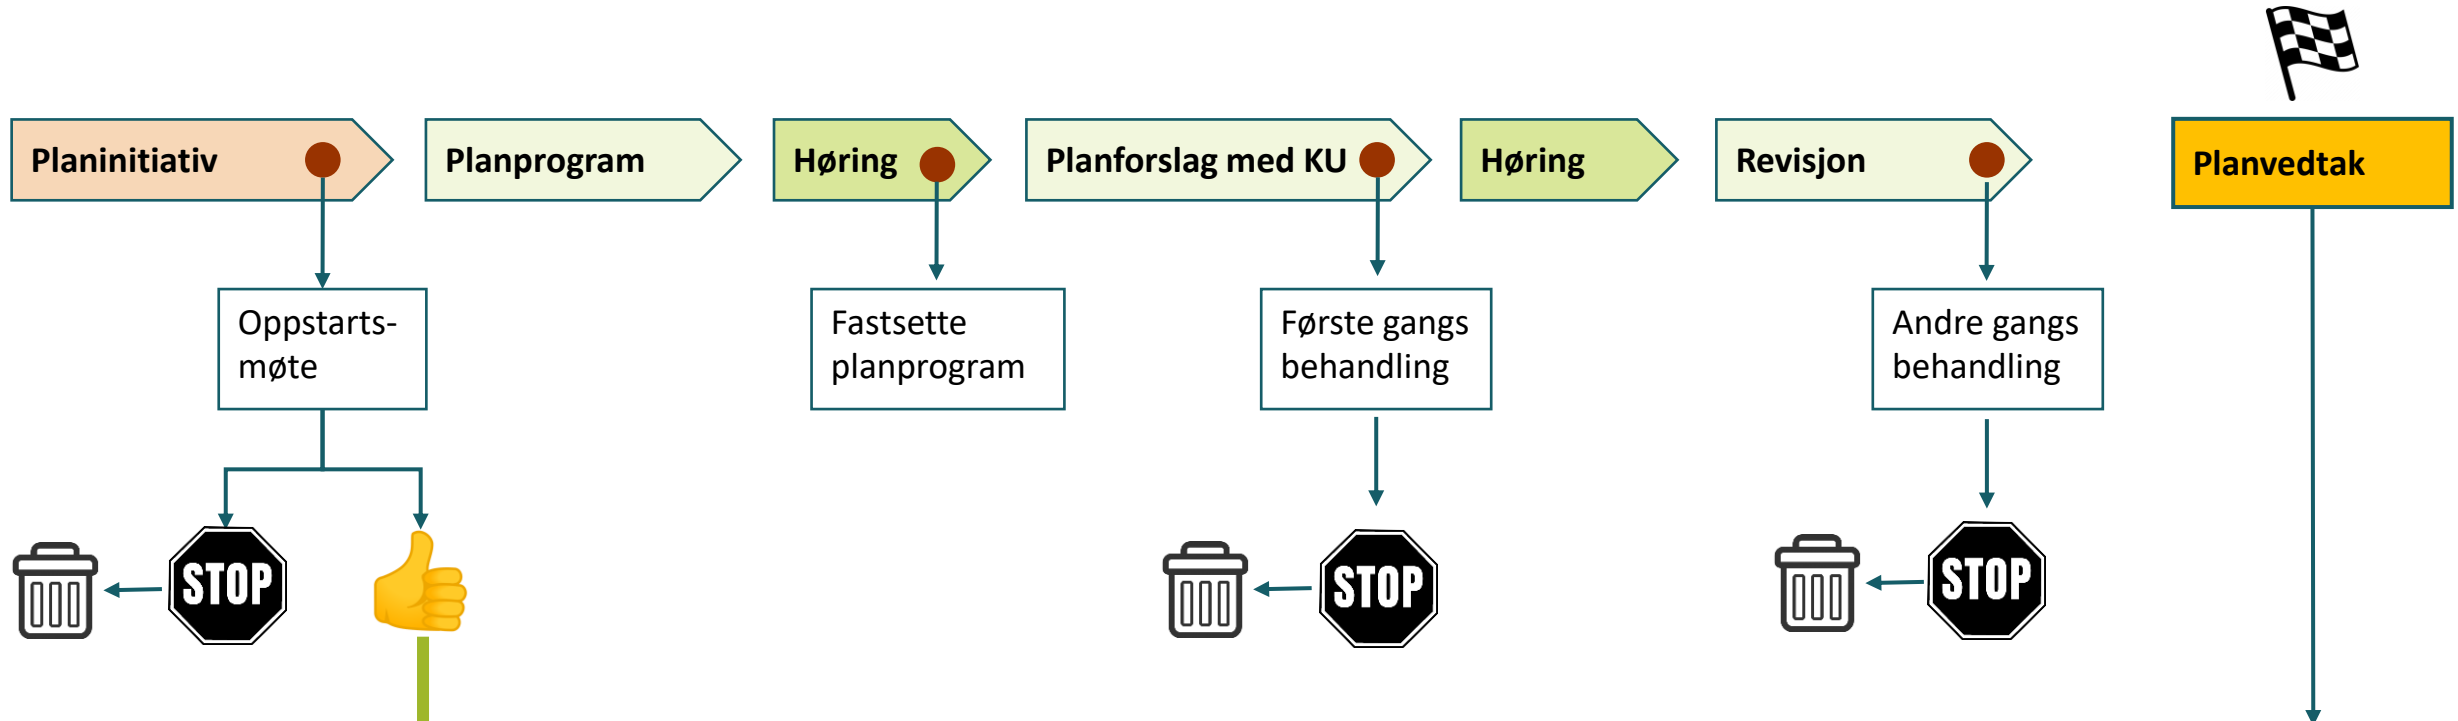 Planinitiativ
Planprogram
Høring
Planforslag med KU
Høring
Revisjon
Planvedtak
Oppstarts-
møte
Fastsette
planprogram
Første gangs
behandling
Andre gangs
behandling
STOP
STOP
STOP